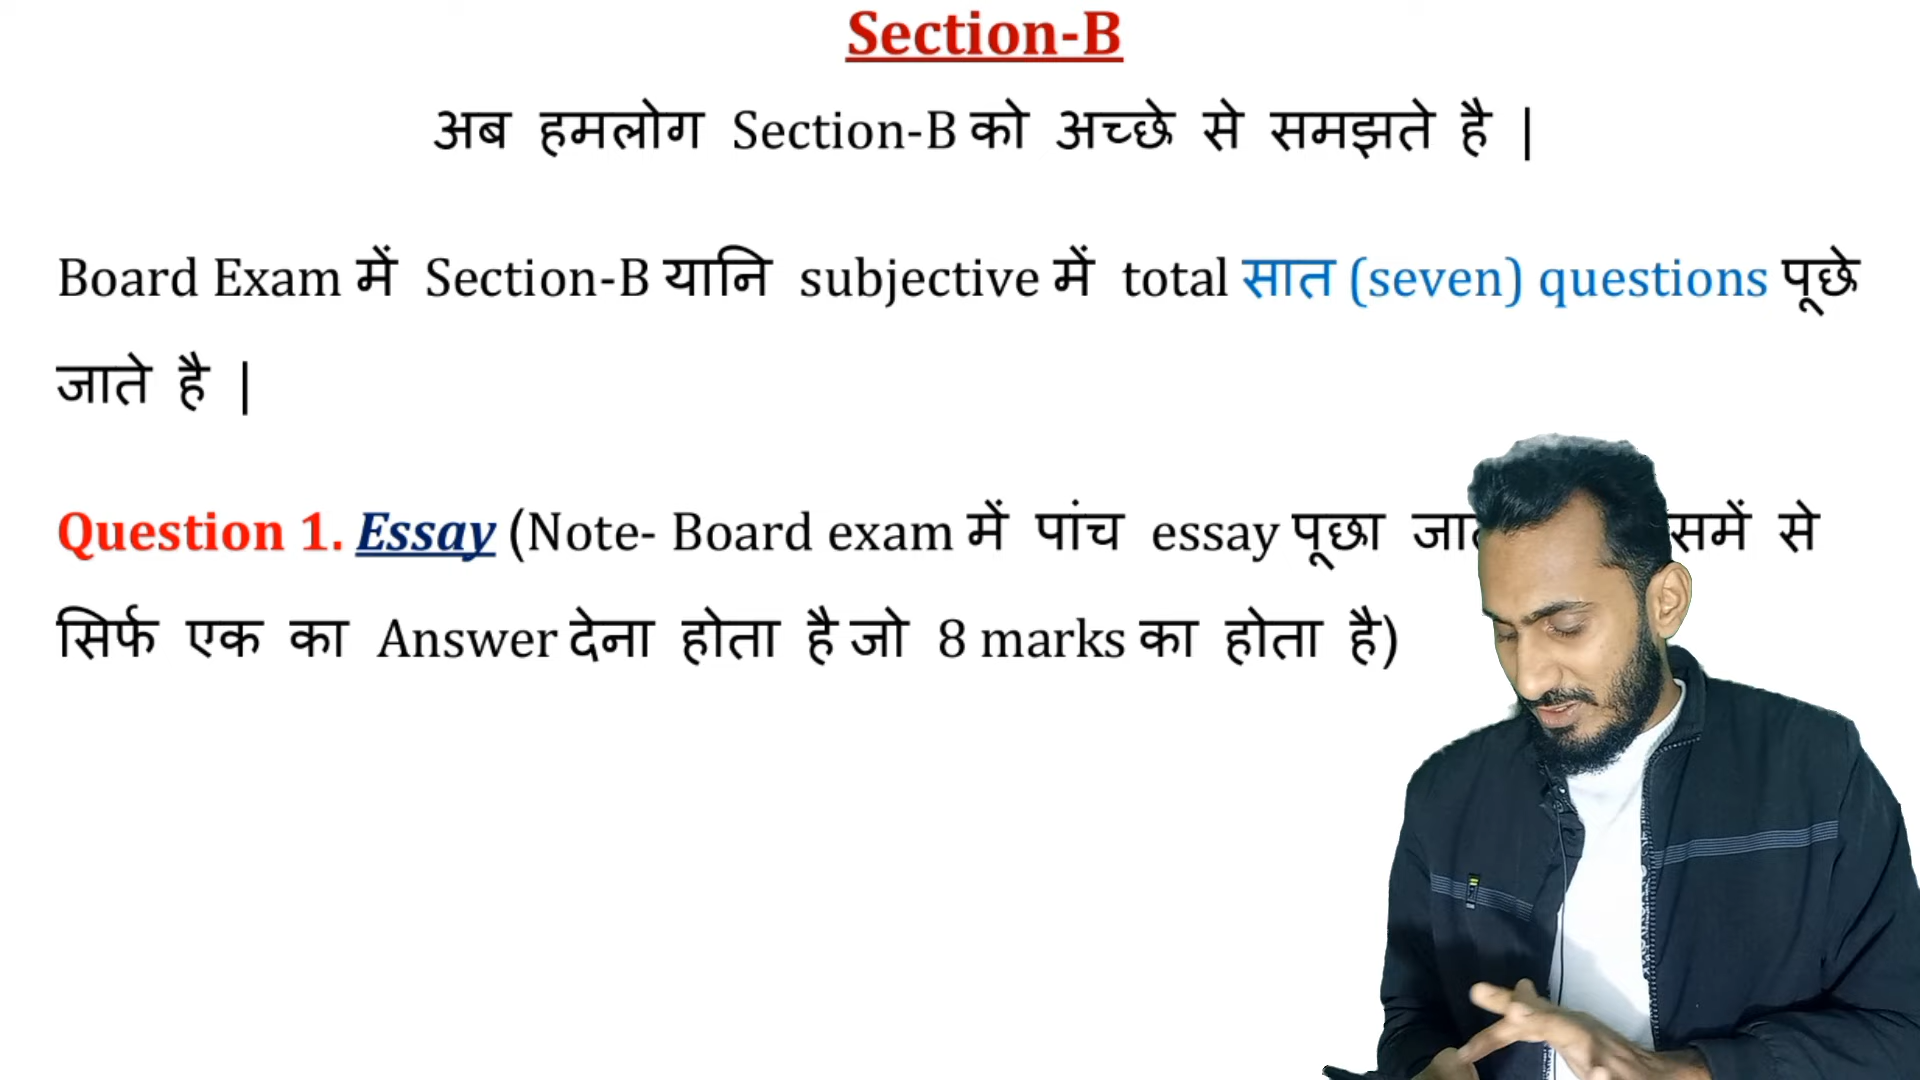 Section-B
अब हमलोग Section-B को अच्छे से समझते है |
Board Exam में Section-B यानि subjective में total सात (seven) questions पूछे
जाते है |
Question 1. Essay (Note- Board exam में पांच essay पूछा से
सिर्फ एक का Answer देना होता है जो 8 marks का होता है)